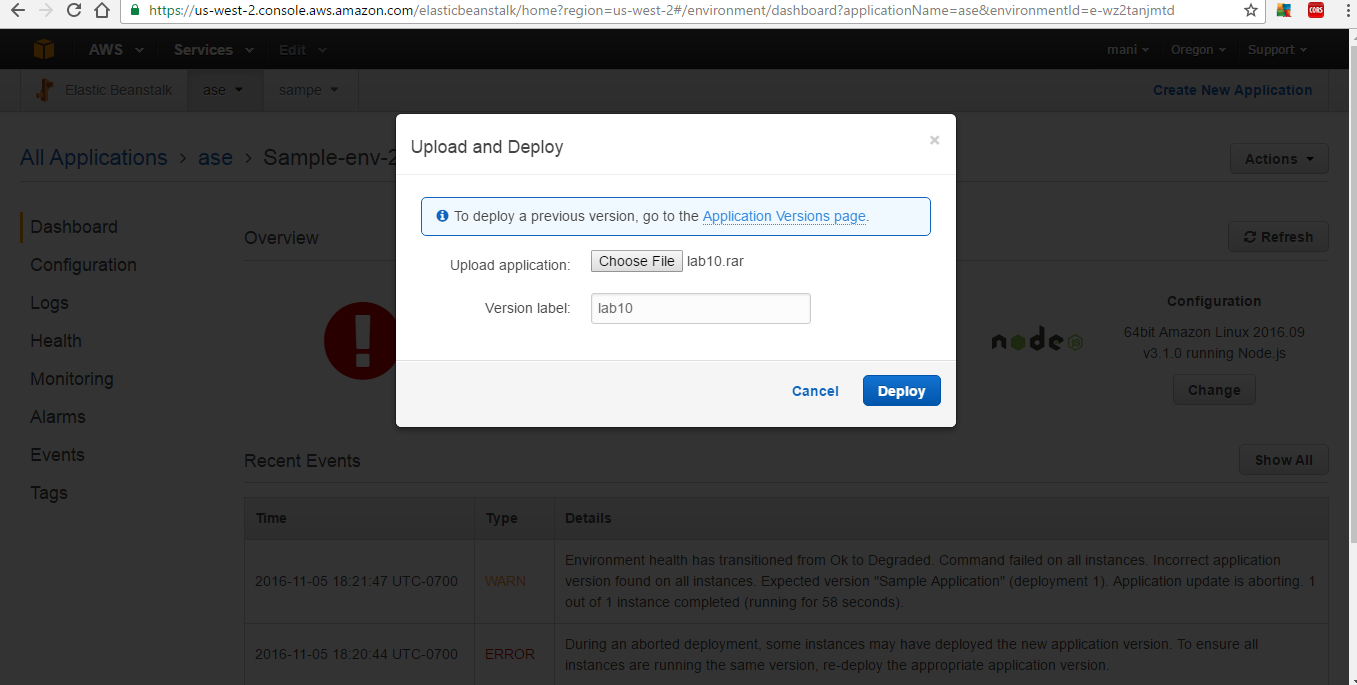 https://us-west-2.console.aws.amazon.com/elasticbeanstalk/home?region=us-west-2#/environment/dashboard?applicationName=ase&environmentId=e-wz2tanjmtd
CORS
AWS Services Edit mani Oregon Support
Elastic Beanstalk ase sampe Create New Application
All Applications > ase > Sample-env-2
Actions
Upload and Deploy ×
To deploy a previous version, go to the Application Versions page.
Upload application: Choose File lab10.rar
Version label: lab10
Cancel Deploy
Dashboard
Configuration
Logs
Health
Monitoring
Alarms
Events
Tags
Overview
Refresh
node
JS
Configuration
64bit Amazon Linux 2016.09
v3.1.0 running Node.js
Change
Recent Events
Show All
Time Type Details
2016-11-05 18:21:47 UTC-0700 WARN
Environment health has transitioned from Ok to Degraded. Command failed on all instances. Incorrect application
version found on all instances. Expected version "Sample Application" (deployment 1). Application update is aborting. 1
out of 1 instance completed (running for 58 seconds).
2016-11-05 18:20:44 UTC-0700 ERROR
During an aborted deployment, some instances may have deployed the new application version. To ensure all
instances are running the same version, re-deploy the appropriate application version.